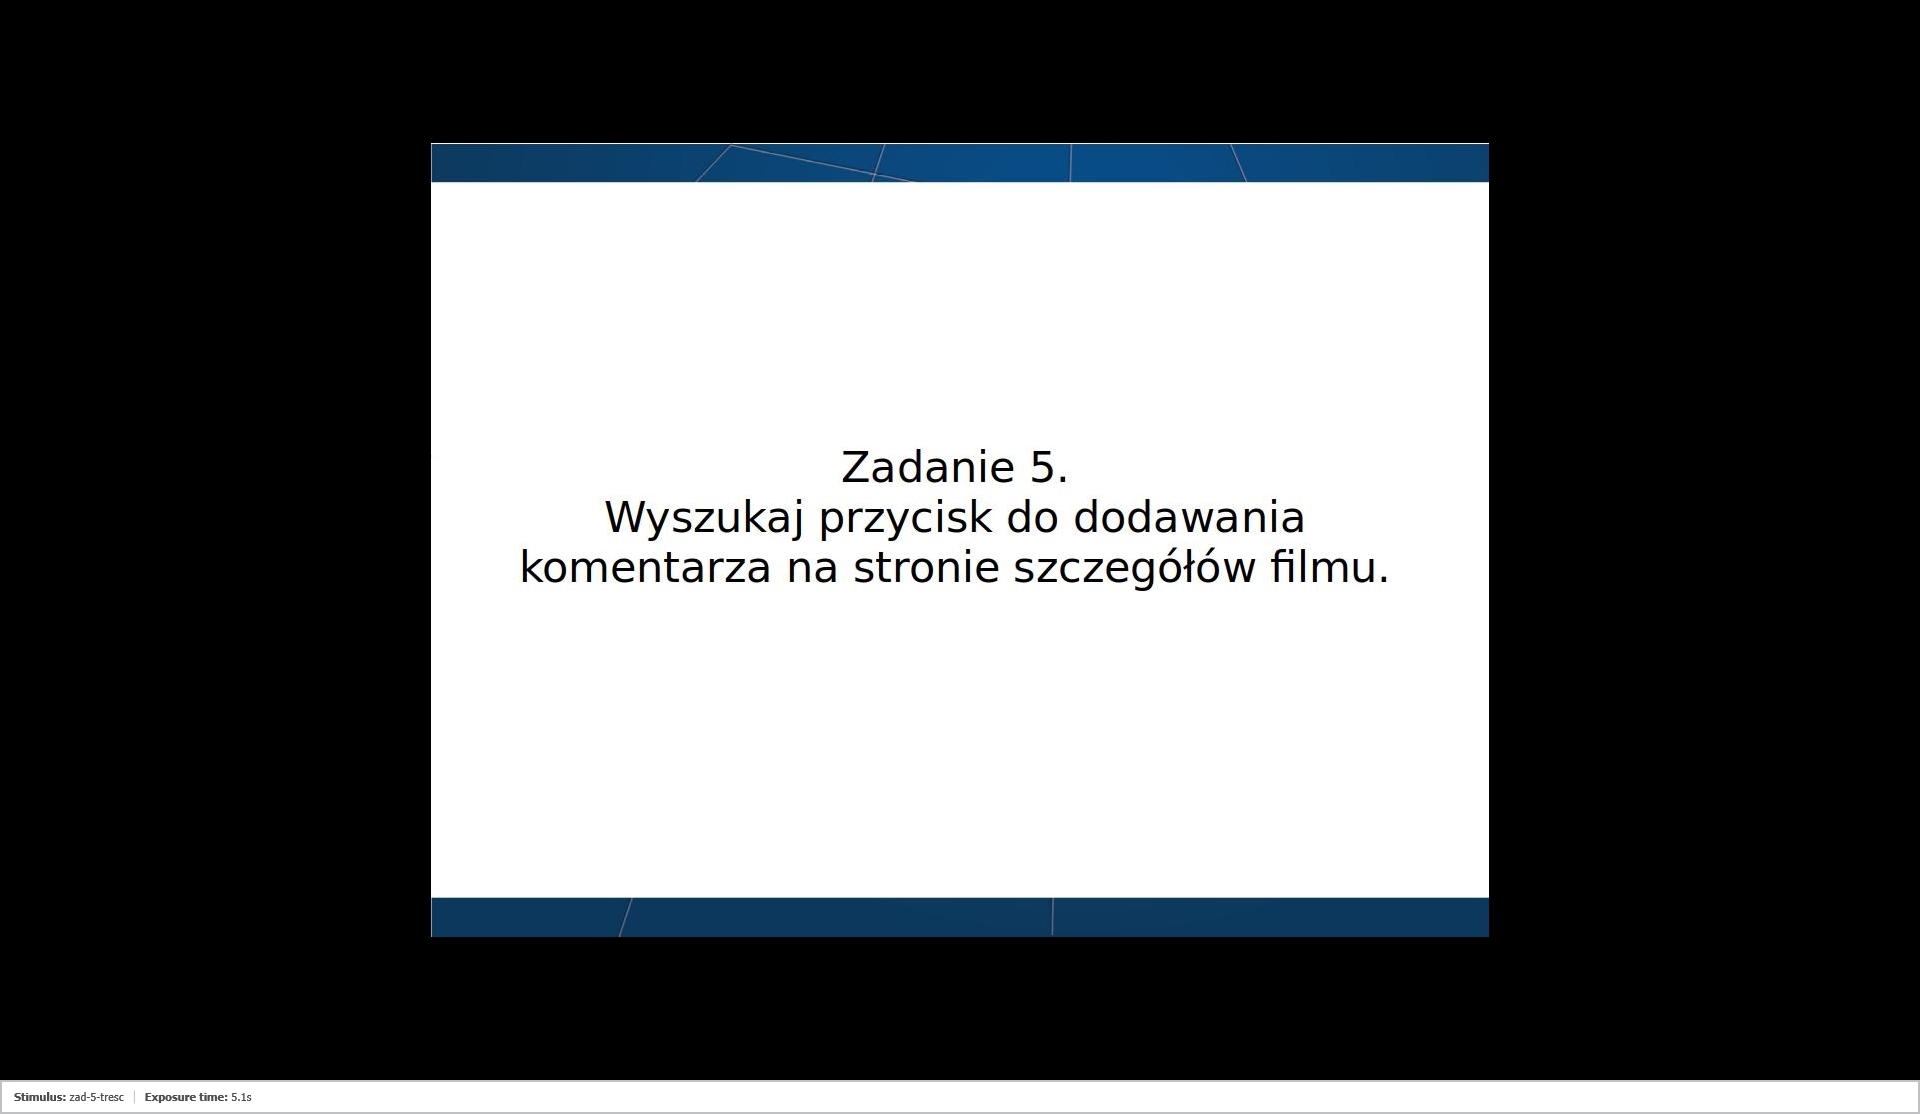 Zadanie 5.
Wyszukaj przycisk do dodawania
komentarza na stronie szczegółów filmu.
Stimulus: zad-5-tresc Exposure time: 5.1s